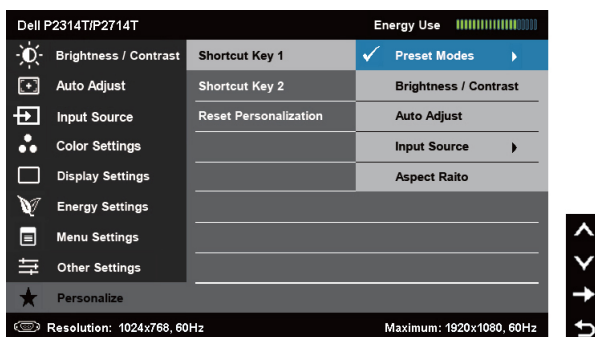 Dell P2314T/P2714T Energy Use
Brightness / Contrast Shortcut Key 1 Preset Modes
Auto Adjust Shortcut Key 2 Brightness / Contrast
Input Source Reset Personalization Auto Adjust
Color Settings Input Source
Display Settings Aspect Raito
Energy Settings
Menu Settings
Other Settings
Personalize
Resolution: 1024x768, 60Hz Maximum: 1920x1080, 60Hz